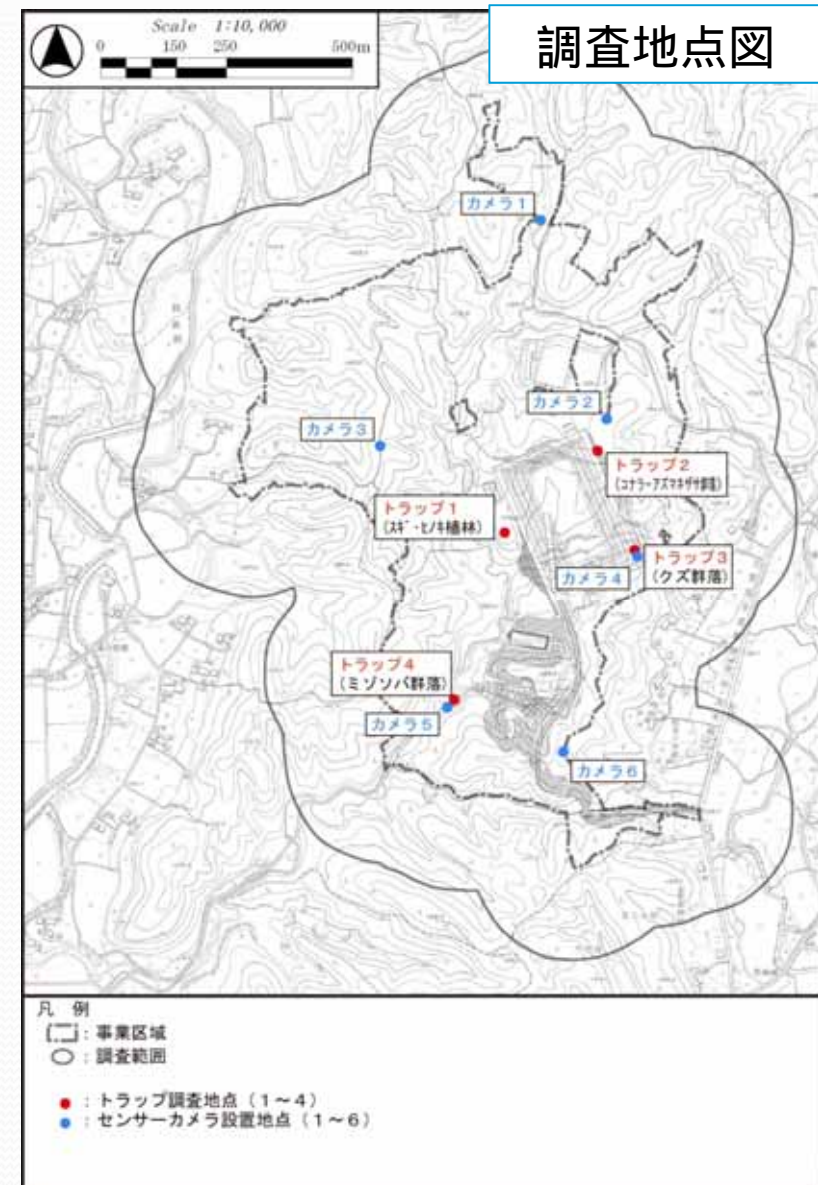 調査地点図
Scale 1:10,000
0 150 250 500m
カメラ1
カメラ2
カメラ3
トラップ2
(コナラ-アズマネザサ群落)
トラップ1
(スギ・ヒノキ植林)
カメラ4
トラップ3
(クズ群落)
トラップ4
(ミゾソバ群落)
カメラ5
カメラ6
凡 例
：事業区域
：調査範囲
：トラップ調査地点（1～4）
：センサーカメラ設置地点（1～6）